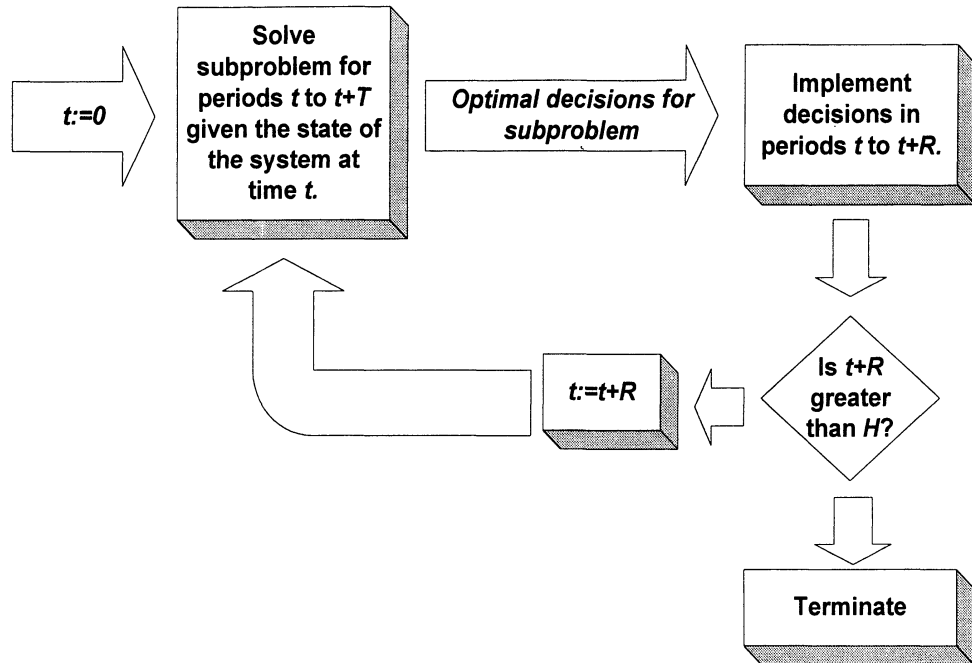 t:=0
Solve
subproblem for
periods t to t+T
given the state of
the system at
time t.
Optimal decisions for
subproblem
Implement
decisions in
periods t to t+R.
Is t+R
greater
than H?
t:=t+R
Terminate